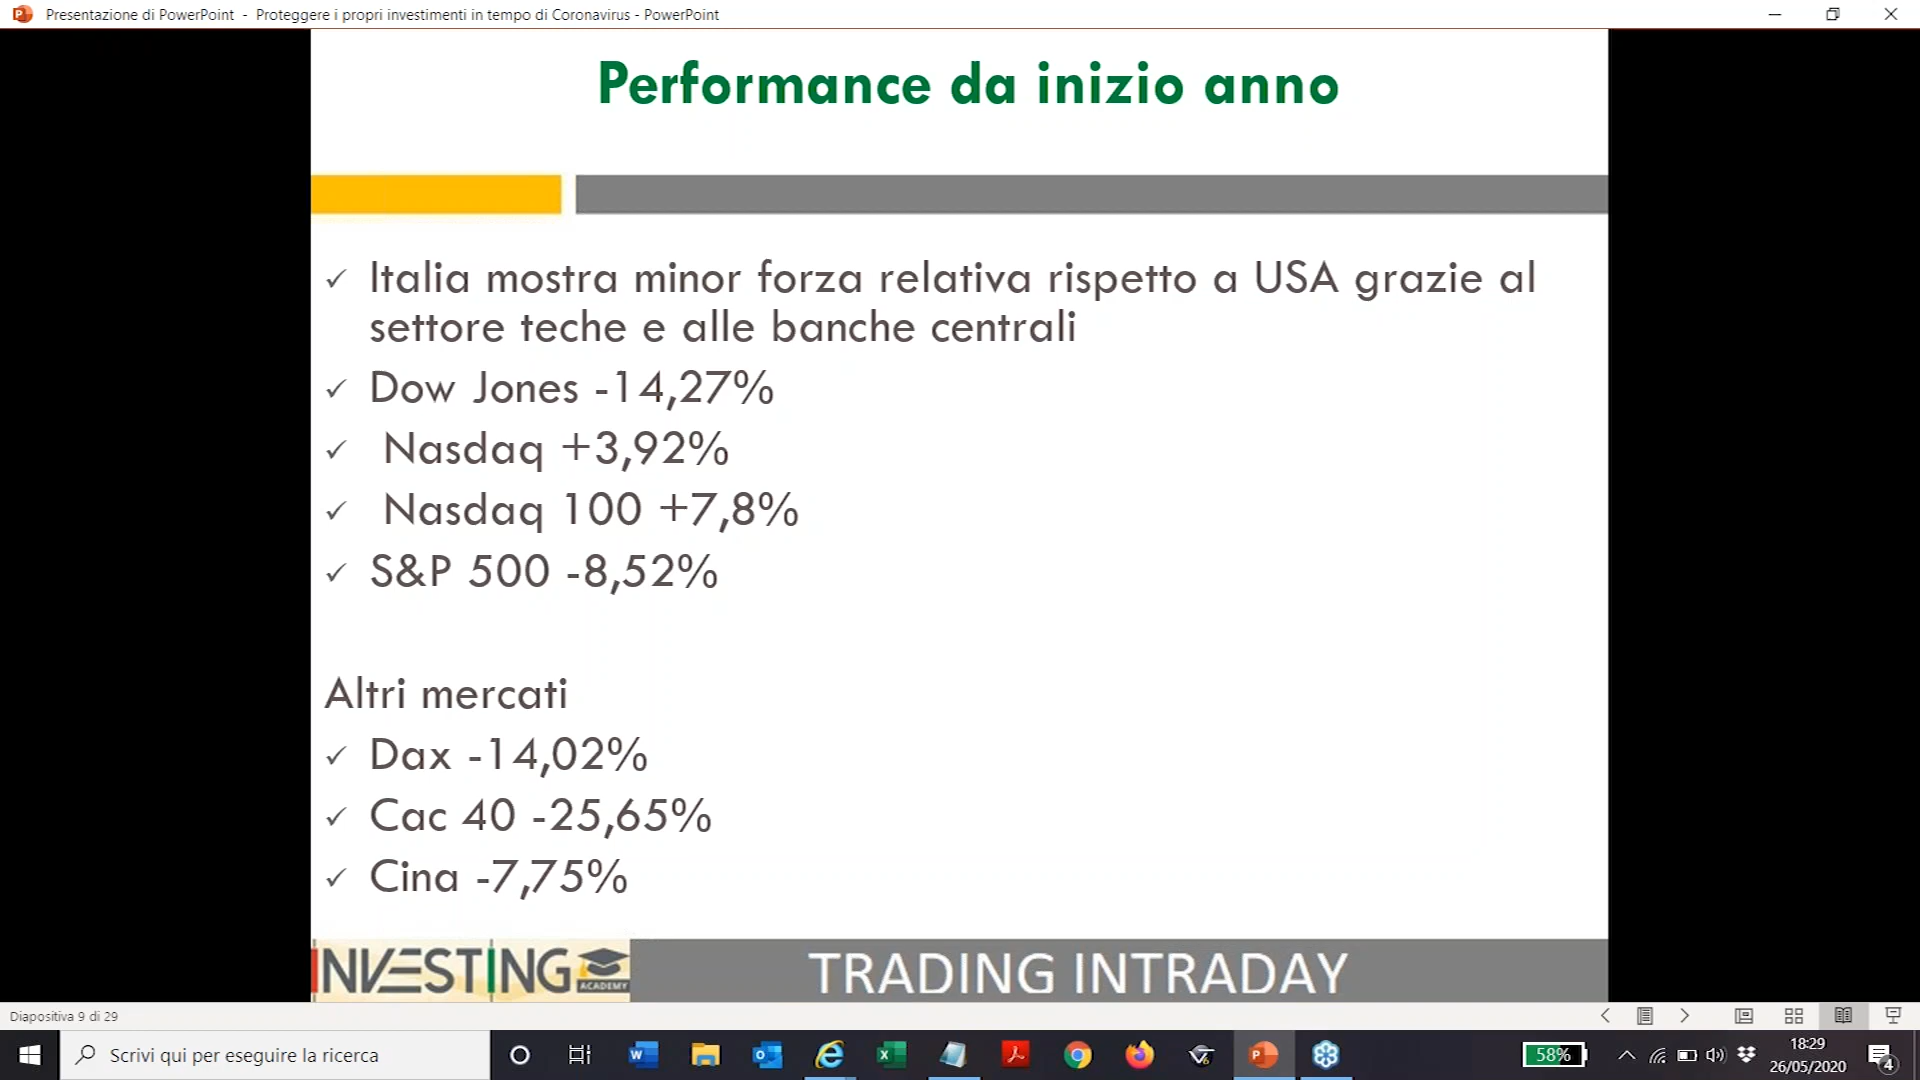 Presentazione di PowerPoint - Proteggere i propri investimenti in tempo di Coronavirus - PowerPoint
Performance da inizio anno
Italia mostra minor forza relativa rispetto a USA grazie al
settore teche e alle banche centrali
Dow Jones -14,27%
Nasdaq +3,92%
Nasdaq 100 +7,8%
S&P 500 -8,52%
Altri mercati
Dax -14,02%
Cac 40 -25,65%
Cina -7,75%
INVESTING
ACADEMY
TRADING INTRADAY
Diapositiva 9 di 29
Scrivi qui per eseguire la ricerca
58%
18:29
26/05/2020
4